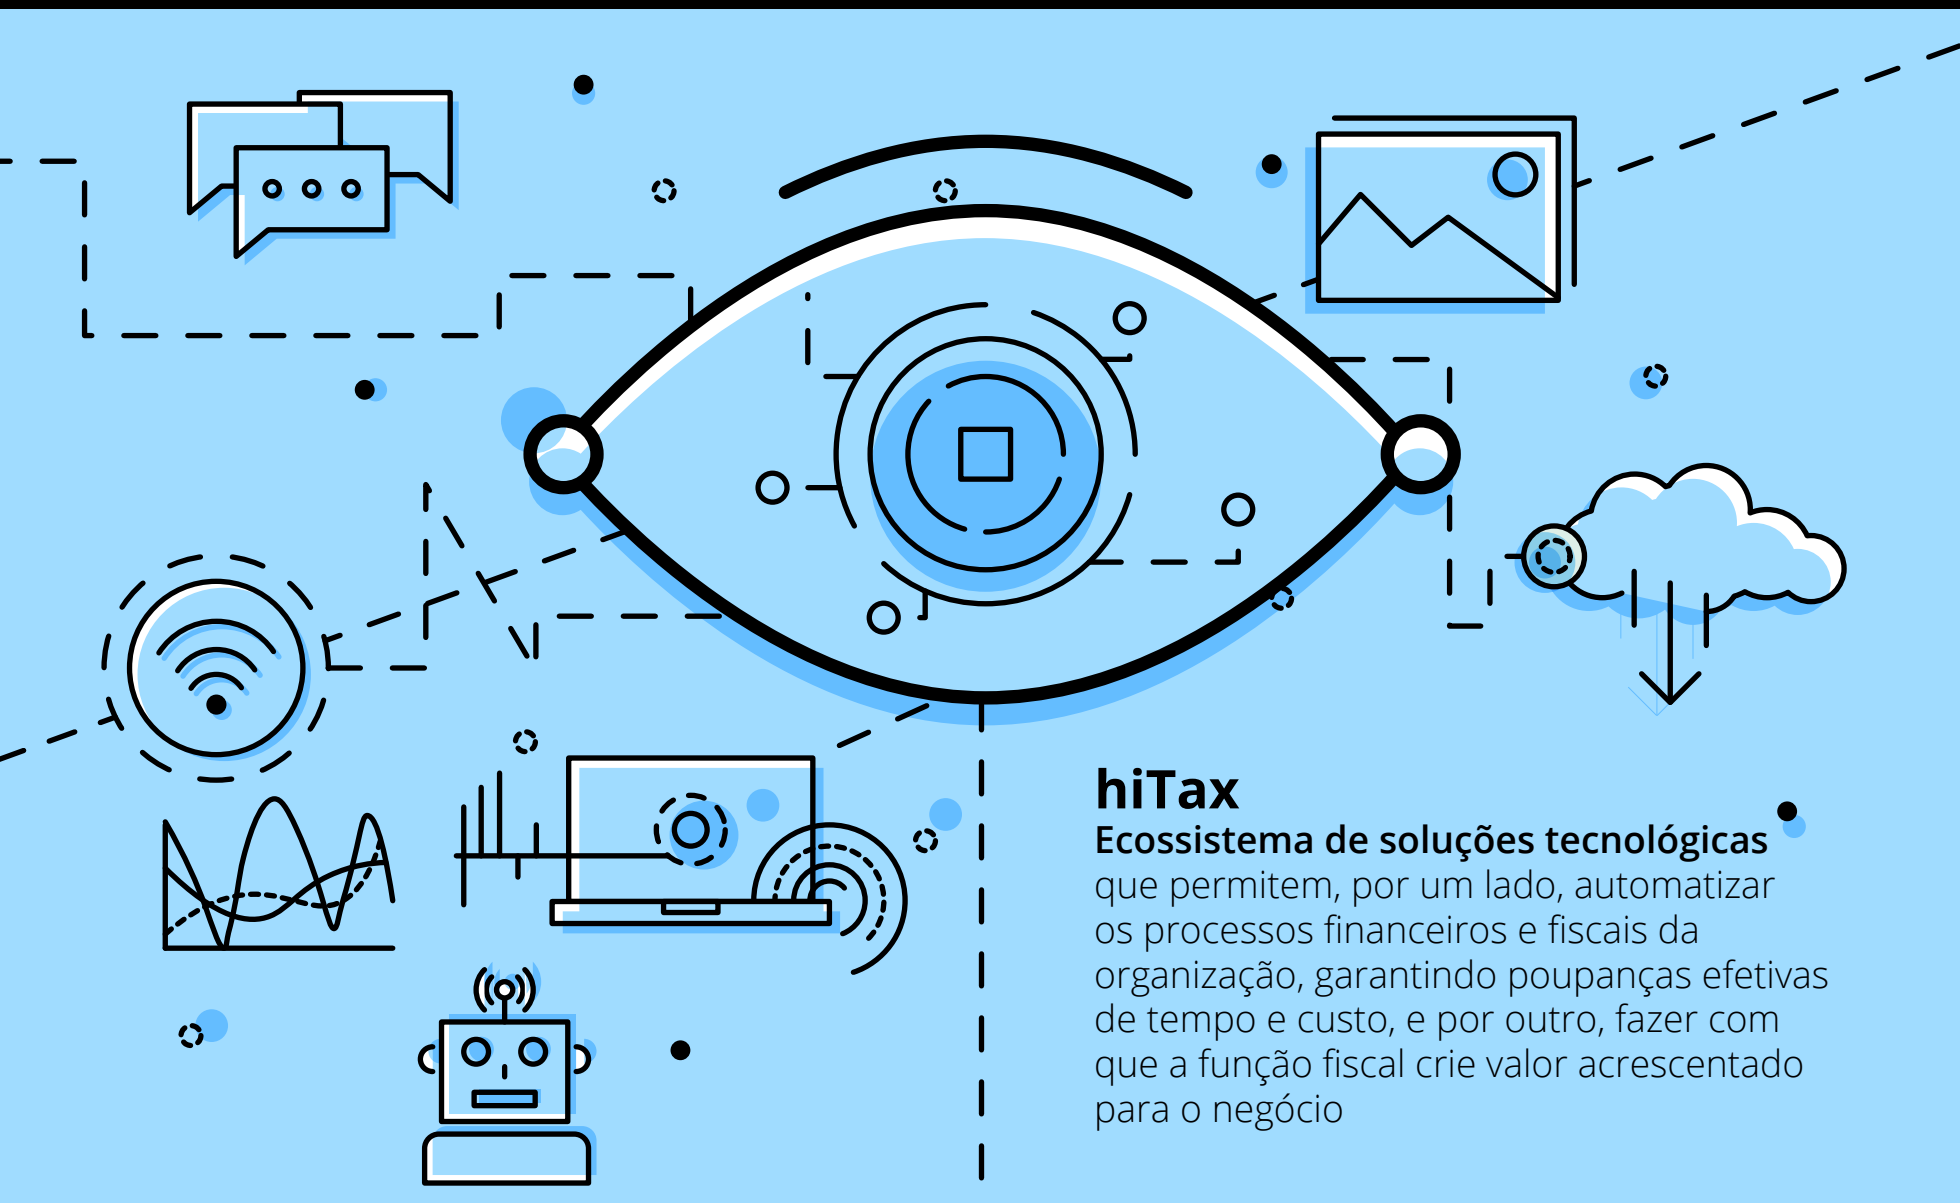 hiTax
Ecossistema de soluções tecnológicas
que permitem, por um lado, automatizar
os processos financeiros e fiscais da
organização, garantindo poupanças efetivas
de tempo e custo, e por outro, fazer com
que a função fiscal crie valor acrescentado
para o negócio